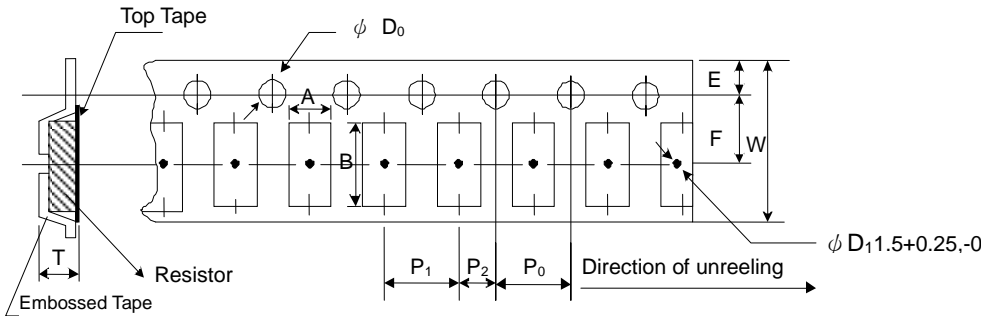 Top Tape
ϕ D0
A
E
F
W
B
ϕ D1 1.5+0.25,-0
T
Resistor
P1
P2
P0
Direction of unreeling
Embossed Tape